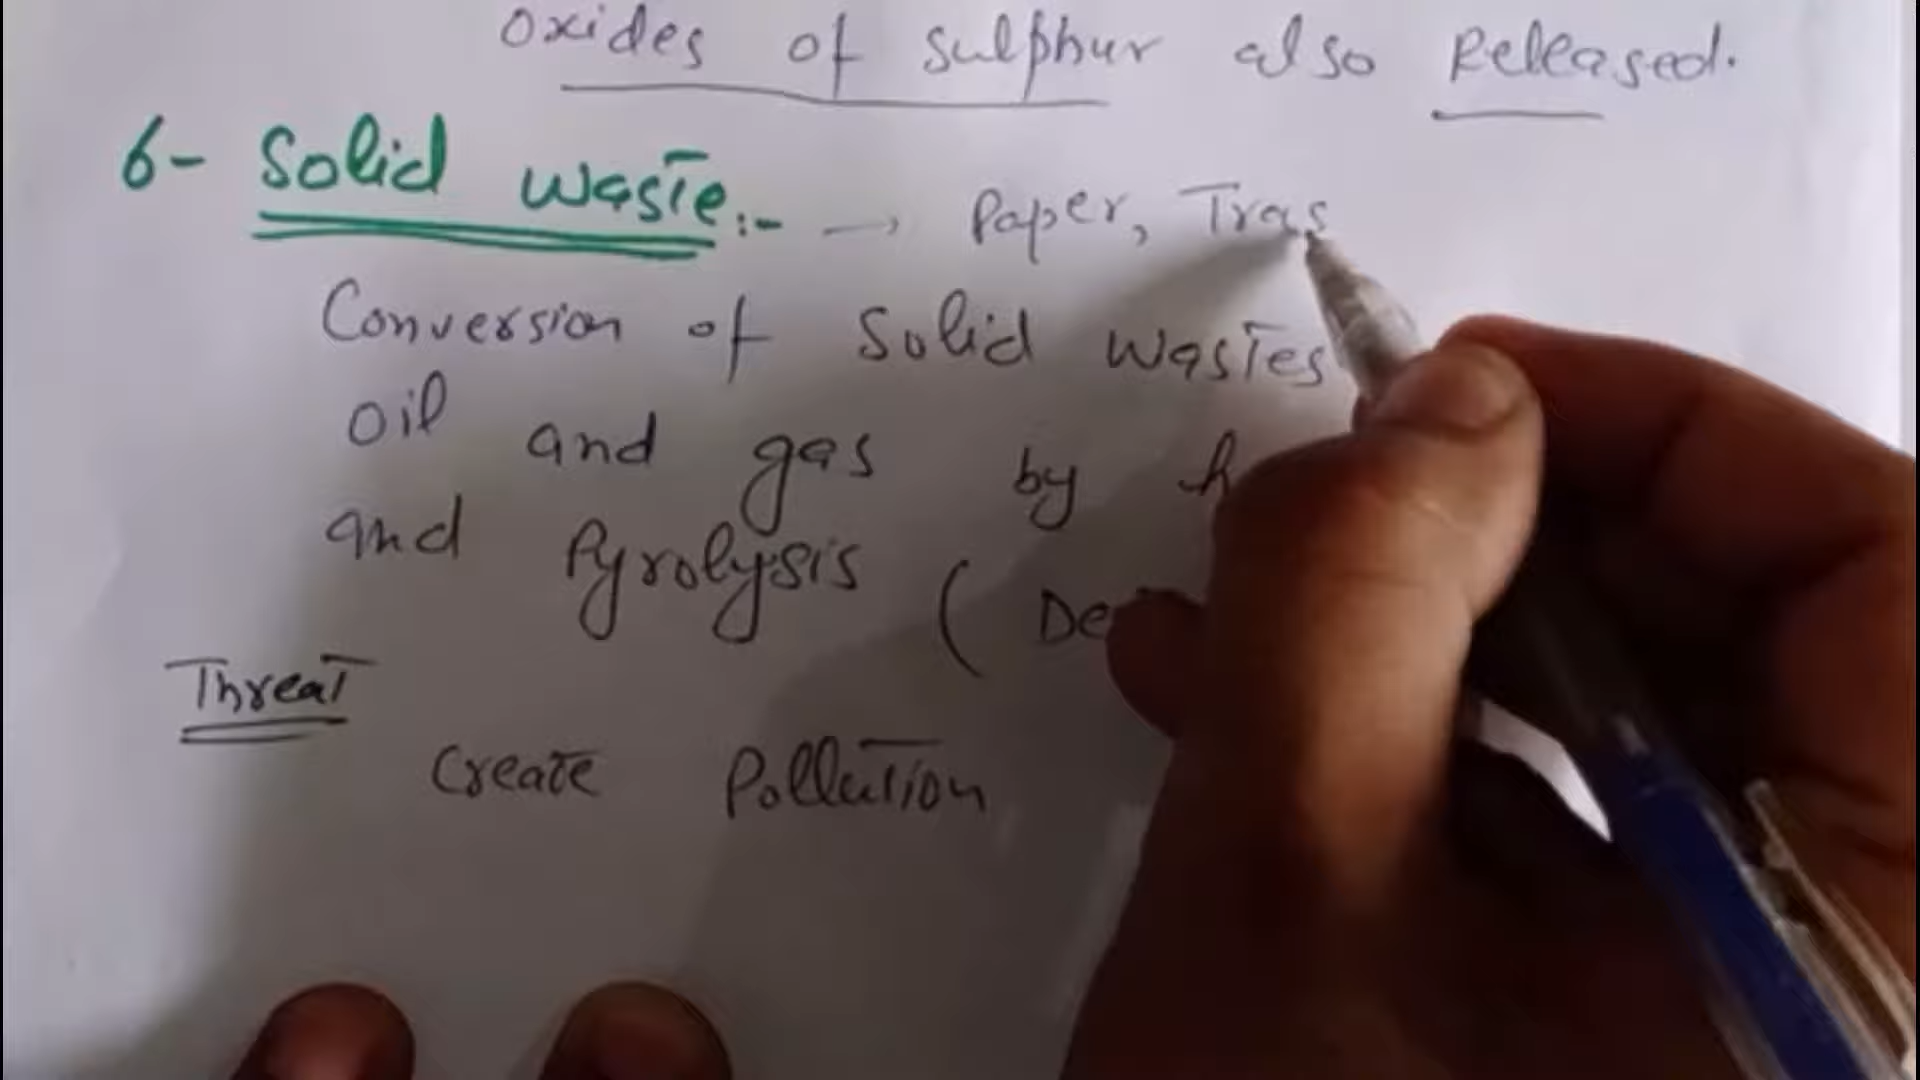 oxides of sulphur also Released.
6- Solid waste:- → Paper, Tras
Conversion of Solid wastes
oil and gas by h
and Pyrolysis ( De
Threat
Create Pollution